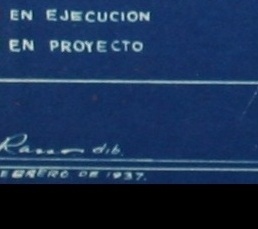 EN EJECUCION
EN PROYECTO
dib.
EBRERO DE 1937.